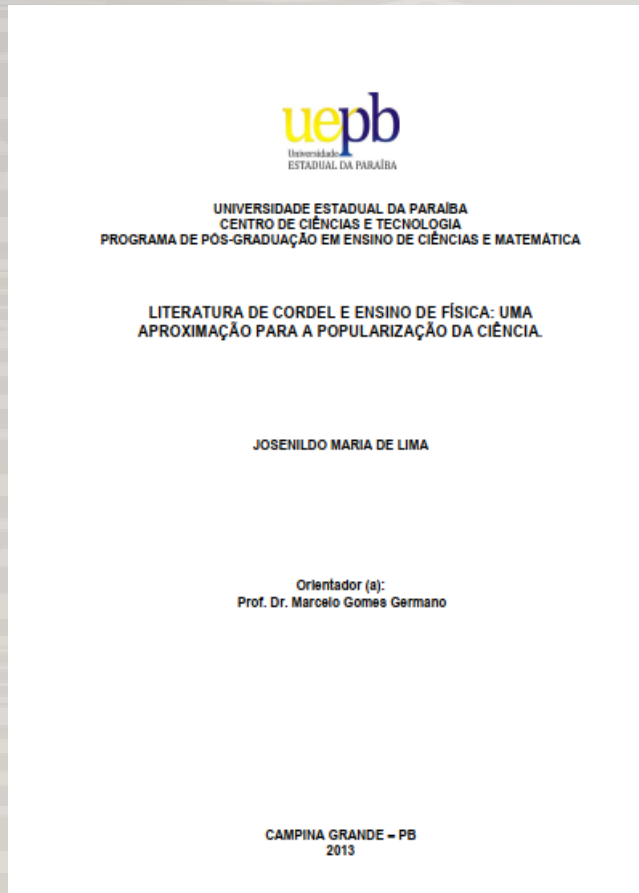 uepb
Universidade
ESTADUAL DA PARAÍBA
UNIVERSIDADE ESTADUAL DA PARAÍBA
CENTRO DE CIÊNCIAS E TECNOLOGIA
PROGRAMA DE PÓS-GRADUAÇÃO EM ENSINO DE CIÊNCIAS E MATEMÁTICA
LITERATURA DE CORDEL E ENSINO DE FÍSICA: UMA
APROXIMAÇÃO PARA A POPULARIZAÇÃO DA CIÊNCIA.
JOSENILDO MARIA DE LIMA
Orientador (a):
Prof. Dr. Marcelo Gomes Germano
CAMPINA GRANDE – PB
2013